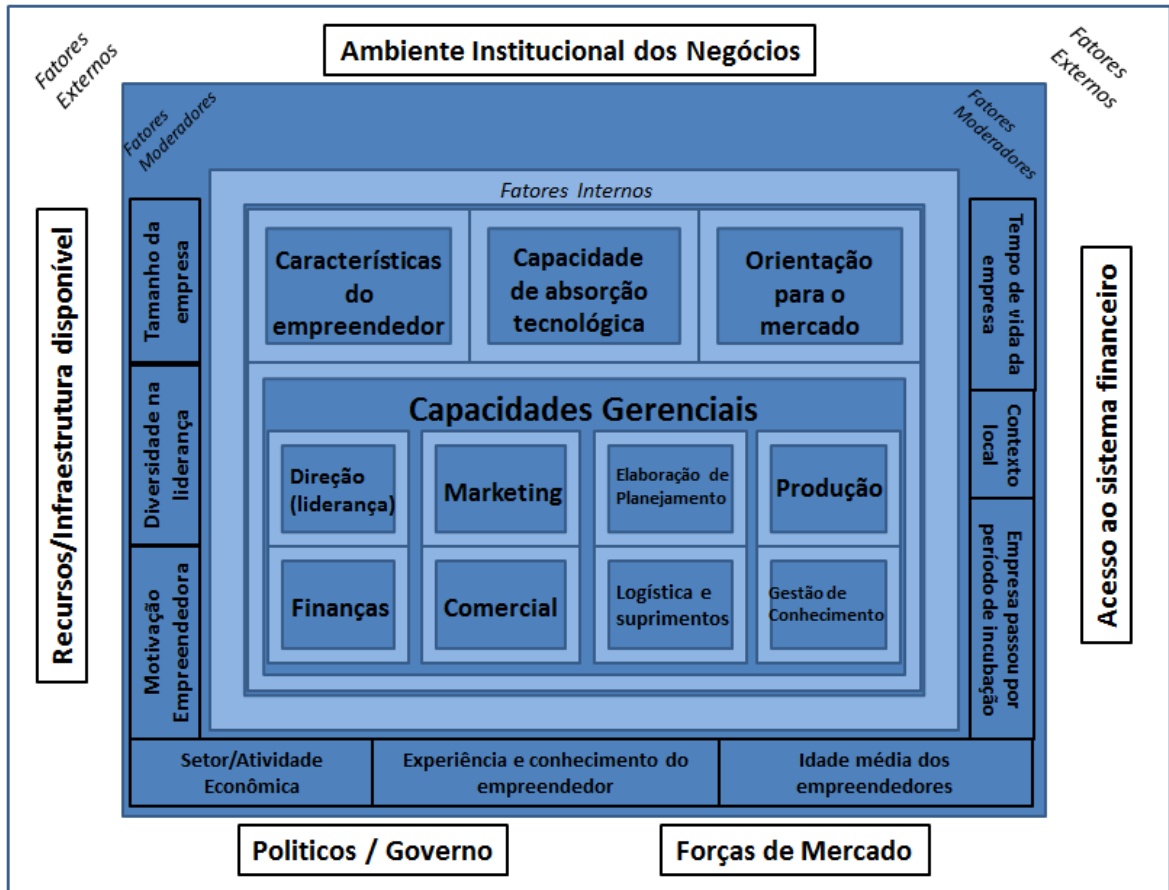 Ambiente Institucional dos Negócios
Fatores
Externos
Fatores
Externos
Fatores
Moderadores
Fatores
Moderadores
Fatores Internos
Recursos/Infraestrutura disponível
Tamanho da
empresa
Diversidade na
liderança
Motivação
Empreendedora
Características
do
empreendedor
Capacidade
de absorção
tecnológica
Orientação
para o
mercado
Capacidades Gerenciais
Direção
(liderança)
Marketing
Elaboração de
Planejamento
Produção
Finanças
Comercial
Logística e
suprimentos
Gestão de
Conhecimento
Tempo de vida da
empresa
Contexto
local
Empresa passou por
período de incubação
Acesso ao sistema financeiro
Setor/Atividade
Econômica
Experiência e conhecimento do
empreendedor
Idade média dos
empreendedores
Politicos / Governo
Forças de Mercado